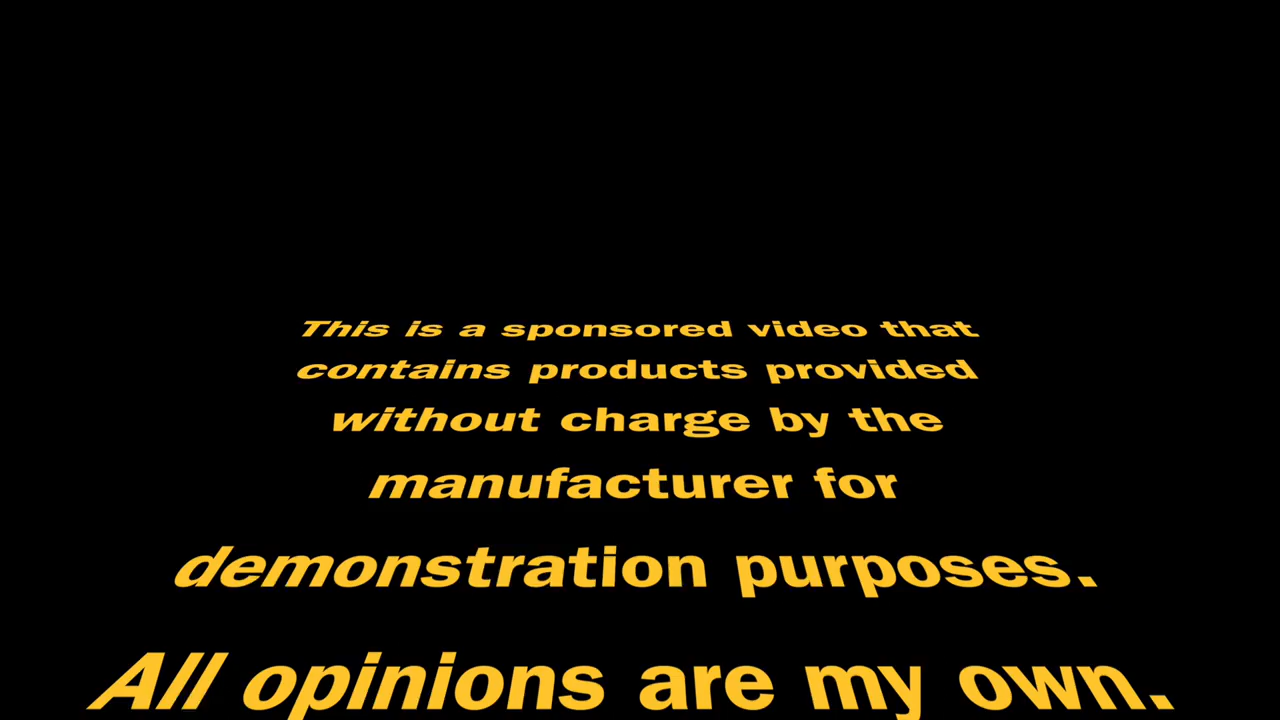 This is a sponsored video that
contains products provided
without charge by the
manufacturer for
demonstration purposes.
All opinions are my own.